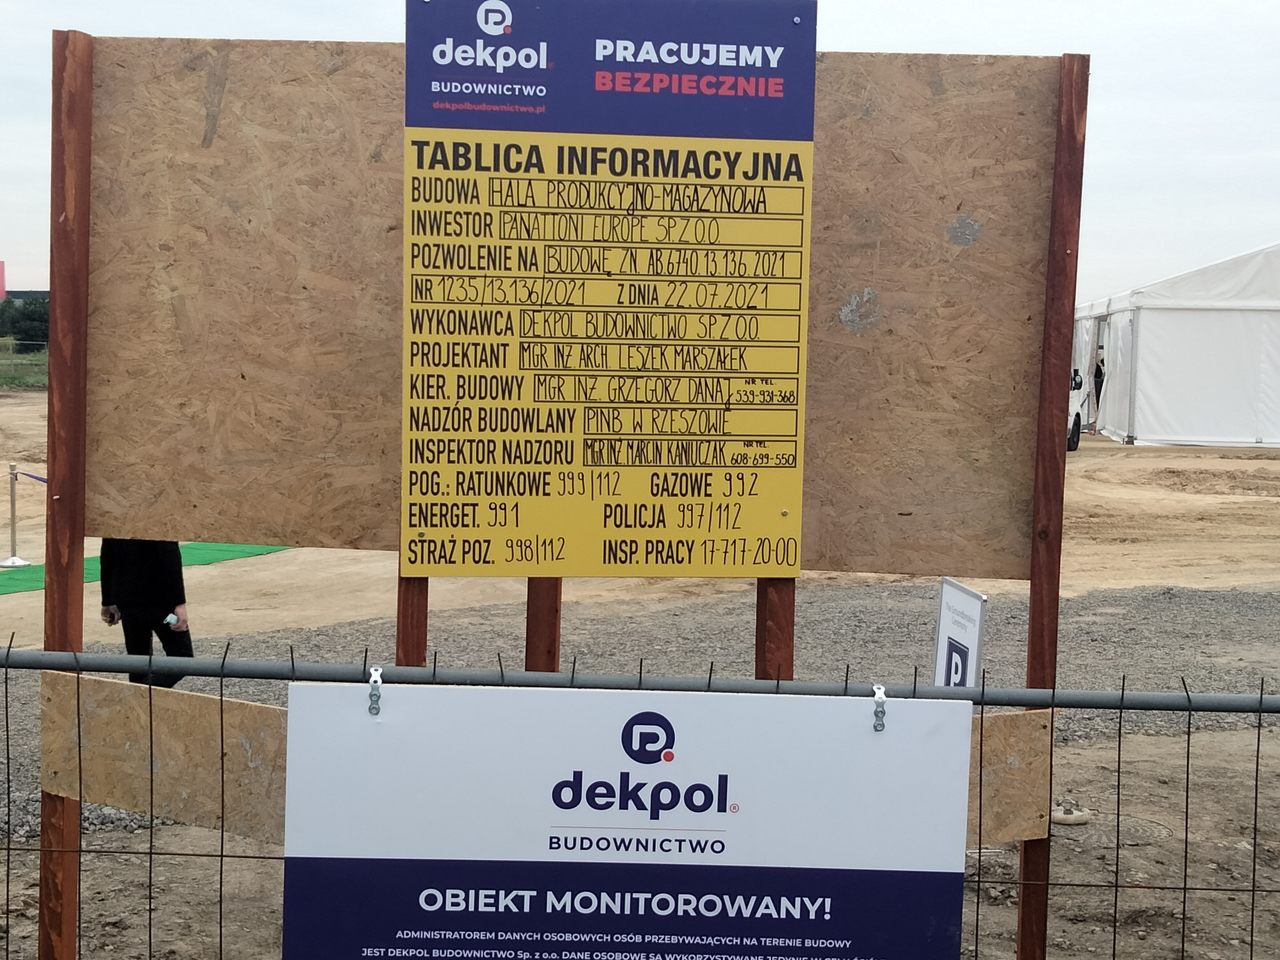 dekpol
BUDOWNICTWO
dekpolbudownictwo.pl
PRACUJEMY
BEZPIECZNIE
TABLICA INFORMACYJNA
BUDOWA HALA PRODUKCYJNO-MAGAZYNOWA
INWESTOR PANATTONI EUROPE SP. Z O.O.
POZWOLENIE NA BUDOWĘ ZN. AB.6740.13.136.2021
NR 1235/13.136/2021 Z DNIA 22.07.2021
WYKONAWCA DEKPOL BUDOWNICTWO SP. Z O.O.
PROJEKTANT MGR INŻ. ARCH. LESZEK MARSZAŁEK
KIER. BUDOWY MGR INŻ. GRZEGORZ DANAJ NR TEL. 539-931-368
NADZÓR BUDOWLANY PINB W RZESZOWIE
INSPEKTOR NADZORU MGR INŻ MARCIN KANIUCZAK NR TEL. 608-699-550
POG.: RATUNKOWE 999/112 GAZOWE 992
ENERGET. 991 POLICJA 997/112
STRAŻ POŻ. 998/112 INSP. PRACY 17-717-20-00
The Groundbreaking
Ceremony
P
dekpol®
BUDOWNICTWO
OBIEKT MONITOROWANY!
ADMINISTRATOREM DANYCH OSOBOWYCH OSÓB PRZEBYWAJĄCYCH NA TERENIE BUDOWY
JEST DEKPOL BUDOWNICTWO Sp. z o.o. DANE OSOBOWE SĄ WYKORZYSTYWANE JEDYNIE W